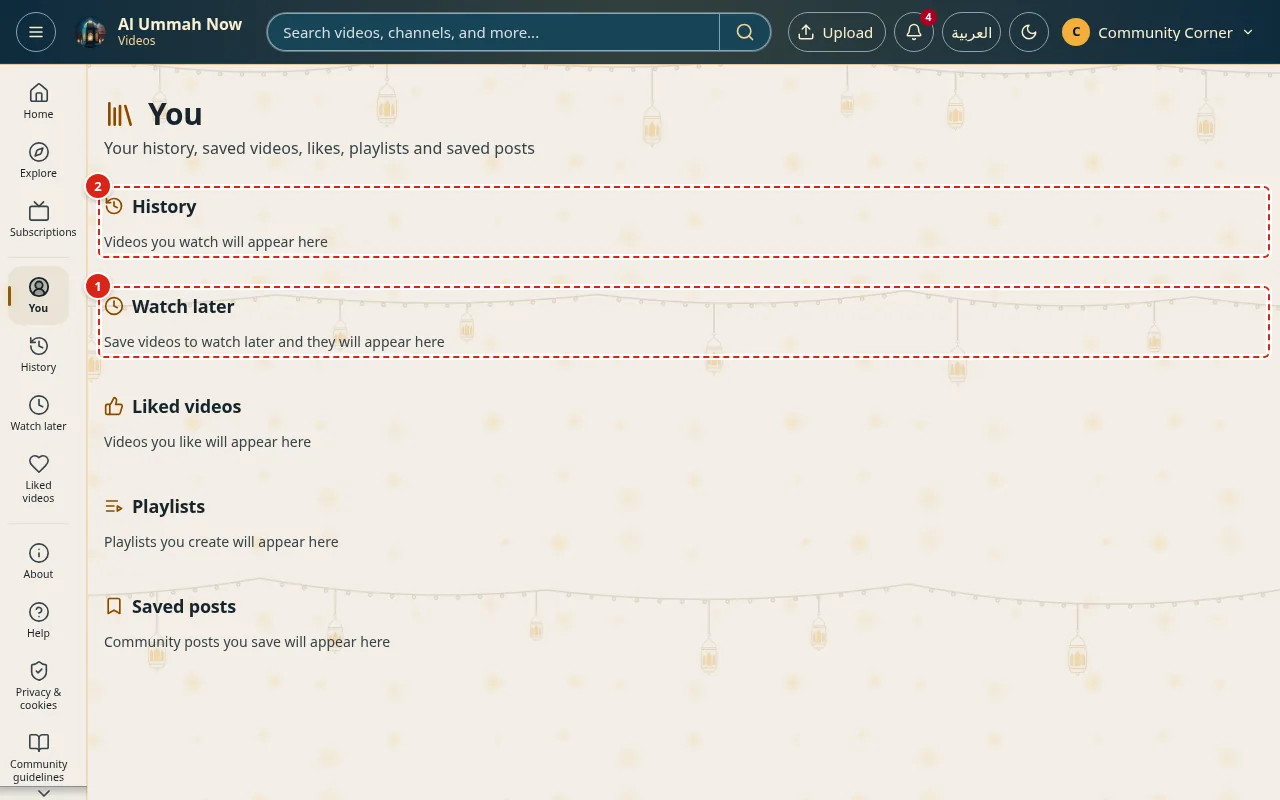 Al Ummah Now
Videos
Search videos, channels, and more...
Upload
4
العربية
C
Community Corner
Home
Explore
Subscriptions
You
History
Watch later
Liked videos
About
Help
Privacy & cookies
Community guidelines
You
Your history, saved videos, likes, playlists and saved posts
2
History
Videos you watch will appear here
1
Watch later
Save videos to watch later and they will appear here
Liked videos
Videos you like will appear here
Playlists
Playlists you create will appear here
Saved posts
Community posts you save will appear here